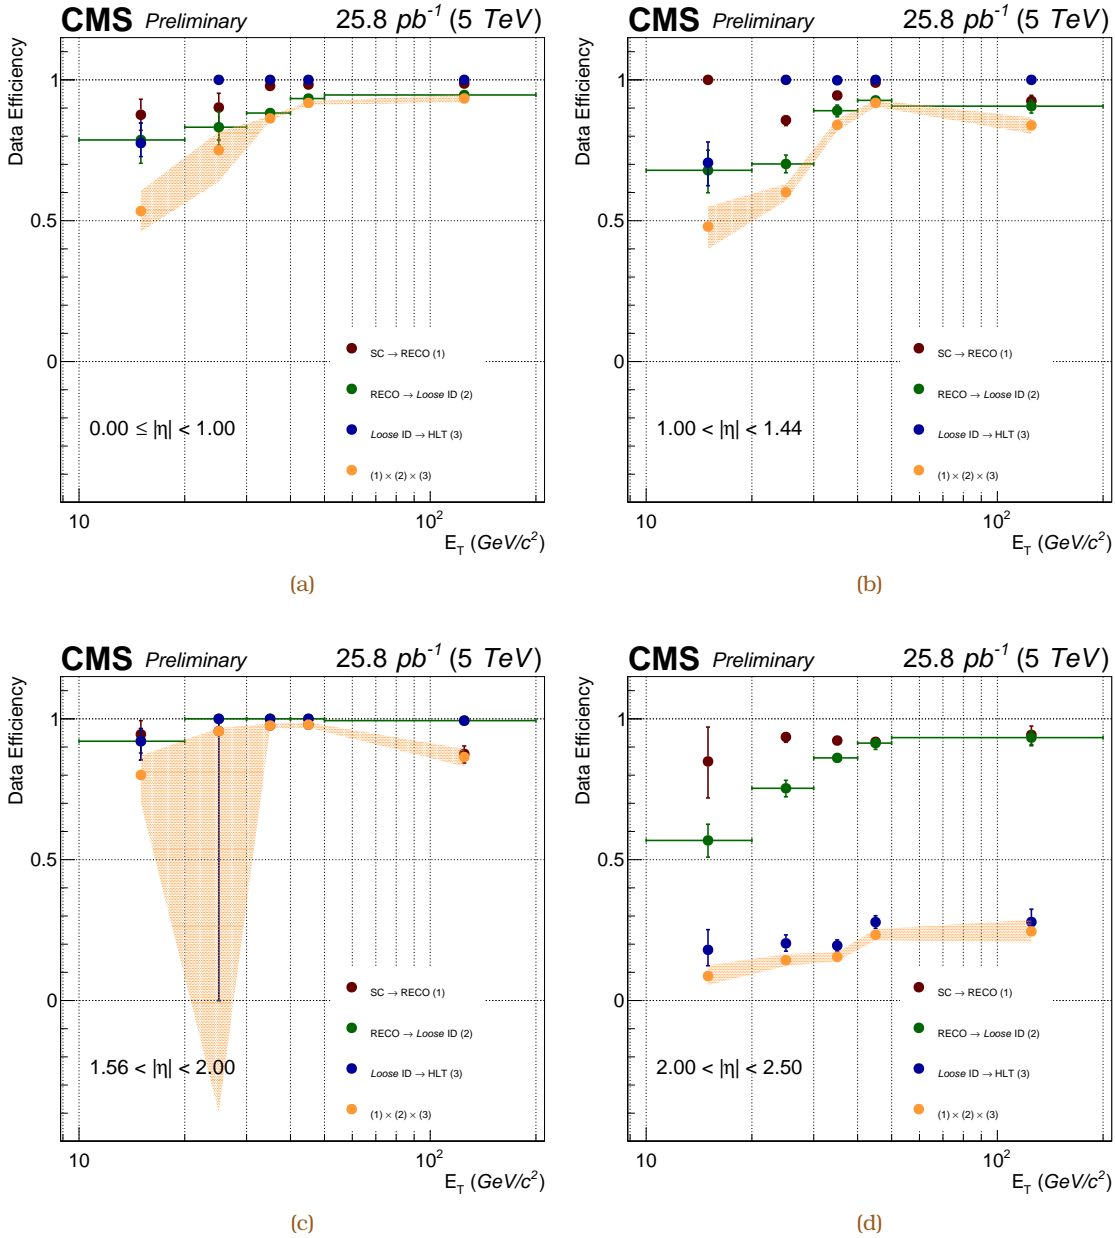 CMS Preliminary 25.8 pb⁻¹ (5 TeV)
Data Efficiency
1
0.5
0
0.00 ≤ |η| < 1.00
SC → RECO (1)
RECO → Loose ID (2)
Loose ID → HLT (3)
(1) × (2) × (3)
10
10²
E_T (GeV/c²)
(a)
CMS Preliminary 25.8 pb⁻¹ (5 TeV)
Data Efficiency
1
0.5
0
1.00 < |η| < 1.44
SC → RECO (1)
RECO → Loose ID (2)
Loose ID → HLT (3)
(1) × (2) × (3)
10
10²
E_T (GeV/c²)
(b)
CMS Preliminary 25.8 pb⁻¹ (5 TeV)
Data Efficiency
1
0.5
0
1.56 < |η| < 2.00
SC → RECO (1)
RECO → Loose ID (2)
Loose ID → HLT (3)
(1) × (2) × (3)
10
10²
E_T (GeV/c²)
(c)
CMS Preliminary 25.8 pb⁻¹ (5 TeV)
Data Efficiency
1
0.5
0
2.00 < |η| < 2.50
SC → RECO (1)
RECO → Loose ID (2)
Loose ID → HLT (3)
(1) × (2) × (3)
10
10²
E_T (GeV/c²)
(d)